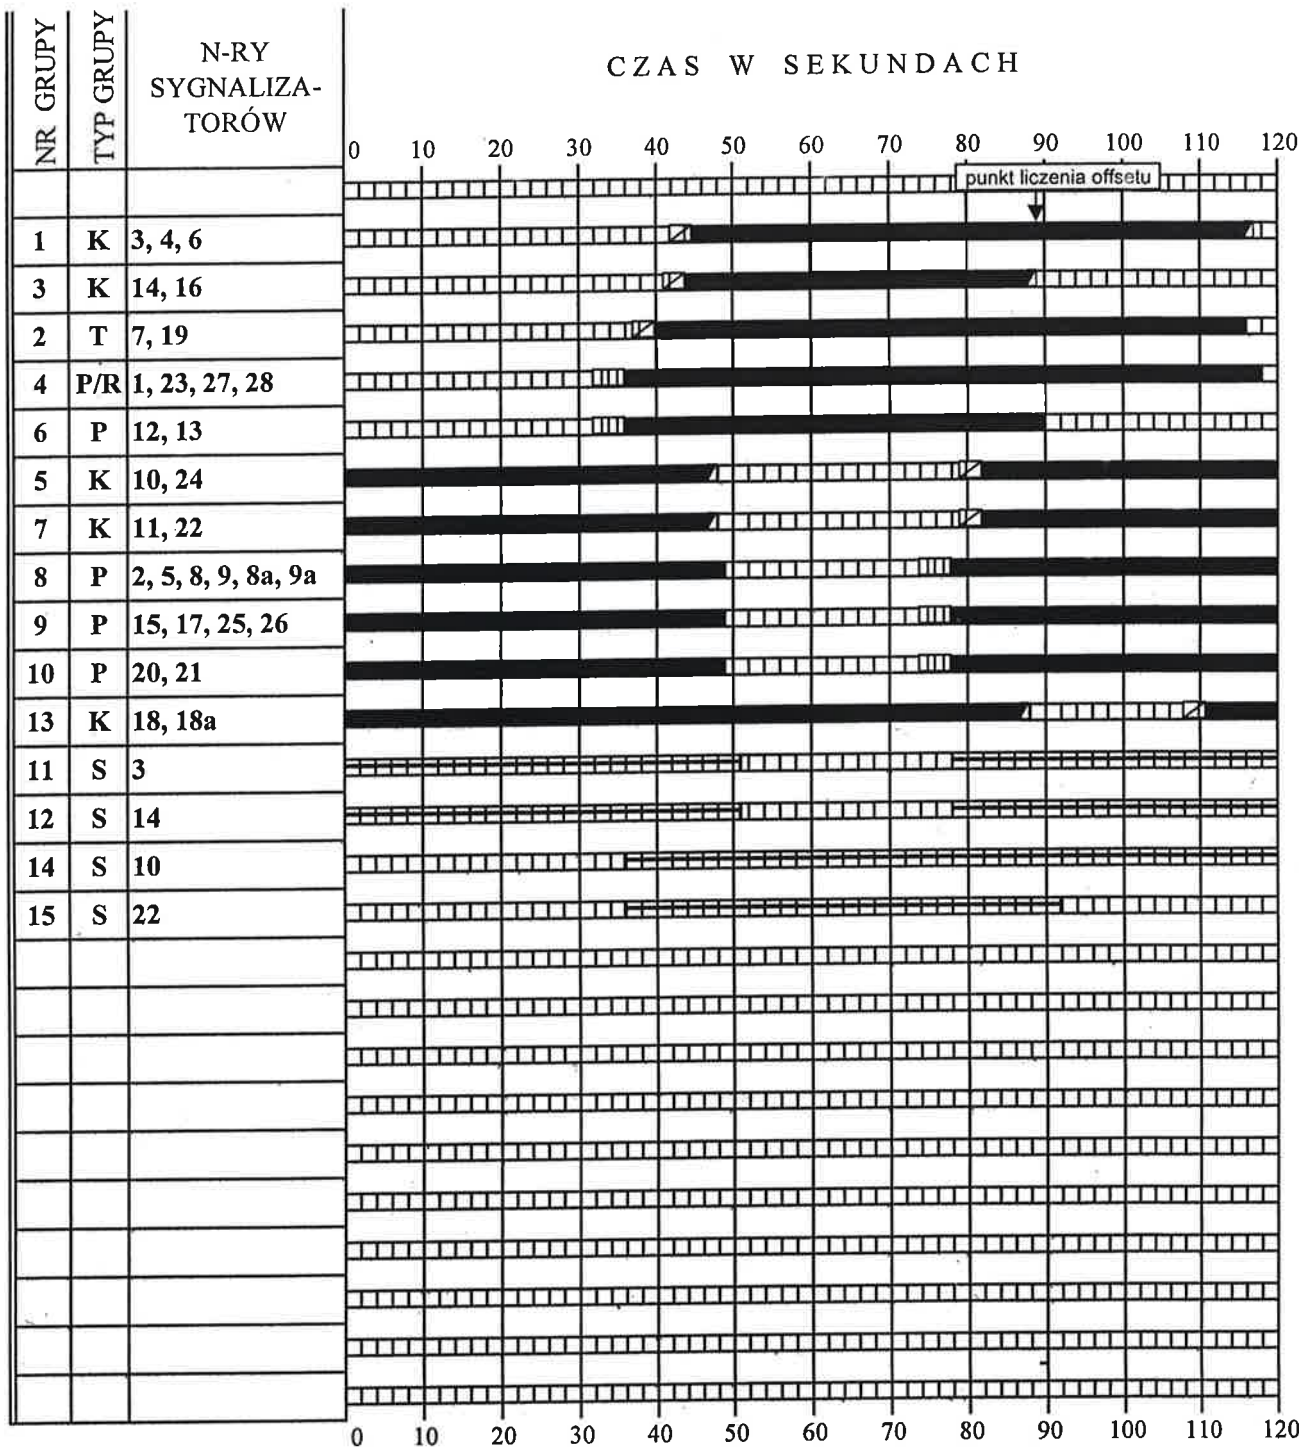 NR GRUPY
TYP GRUPY
N-RY
SYGNALIZA-
TORÓW
CZAS W SEKUNDACH
0 10 20 30 40 50 60 70 80 90 100 110 120
punkt liczenia offsetu
1 K 3, 4, 6
3 K 14, 16
2 T 7, 19
4 P/R 1, 23, 27, 28
6 P 12, 13
5 K 10, 24
7 K 11, 22
8 P 2, 5, 8, 9, 8a, 9a
9 P 15, 17, 25, 26
10 P 20, 21
13 K 18, 18a
11 S 3
12 S 14
14 S 10
15 S 22
0 10 20 30 40 50 60 70 80 90 100 110 120